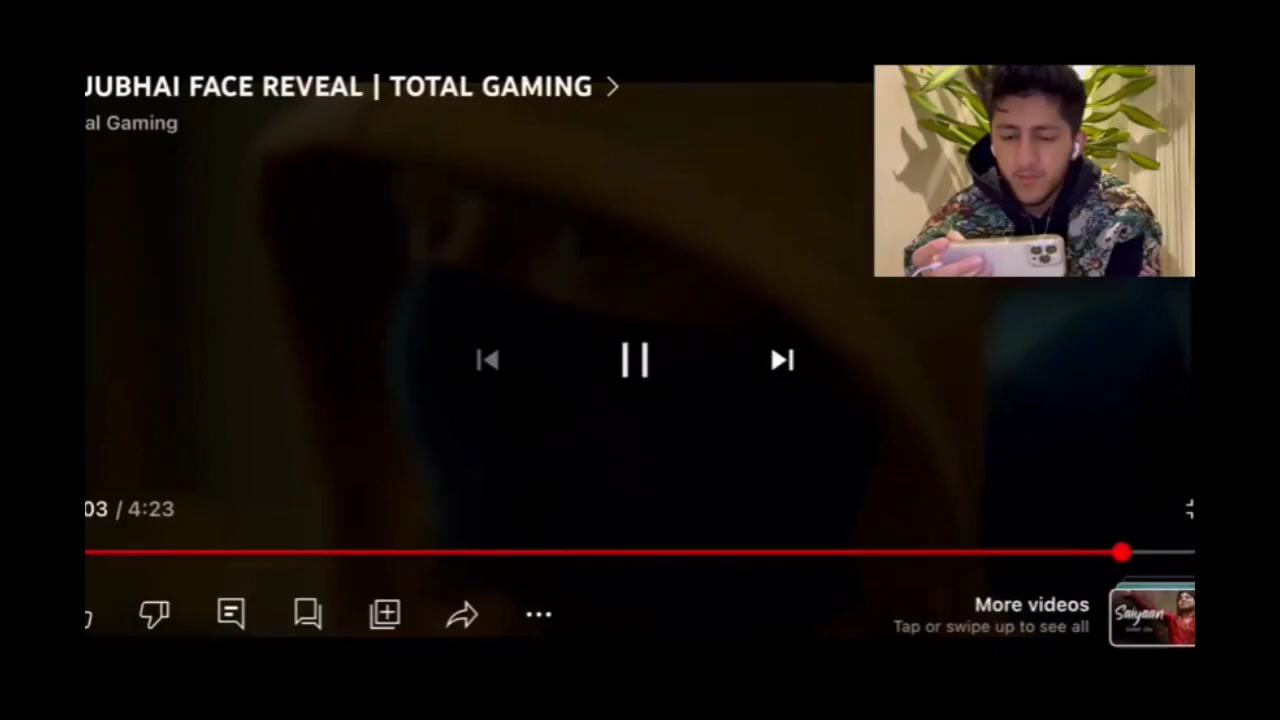 JUBHAI FACE REVEAL | TOTAL GAMING
al Gaming
03 / 4:23
More videos
Tap or swipe up to see all
Saiyaan